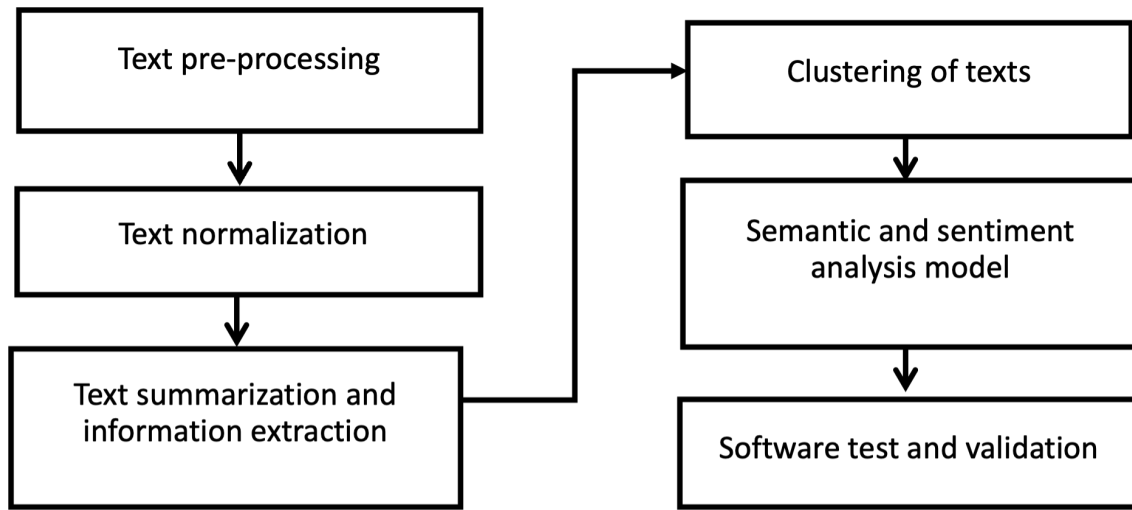 Text pre-processing
Text normalization
Text summarization and
information extraction
Clustering of texts
Semantic and sentiment
analysis model
Software test and validation